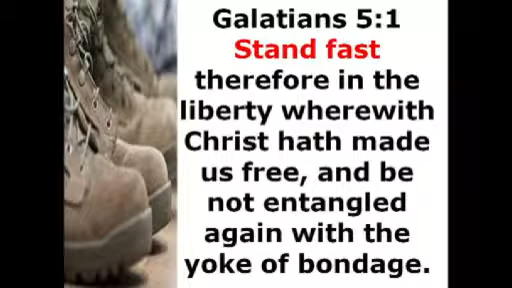 Galatians 5:1
Stand fast
therefore in the
liberty wherewith
Christ hath made
us free, and be
not entangled
again with the
yoke of bondage.